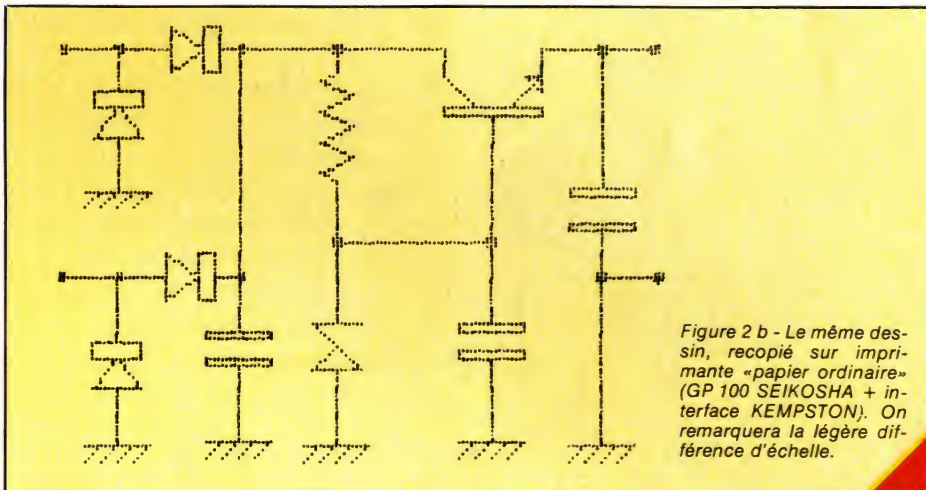 Figure 2 b - Le même des-
sin, recopié sur impri-
mante «papier ordinaire»
(GP 100 SEIKOSHA + in-
terface KEMPSTON). On
remarquera la légère dif-
férence d'échelle.